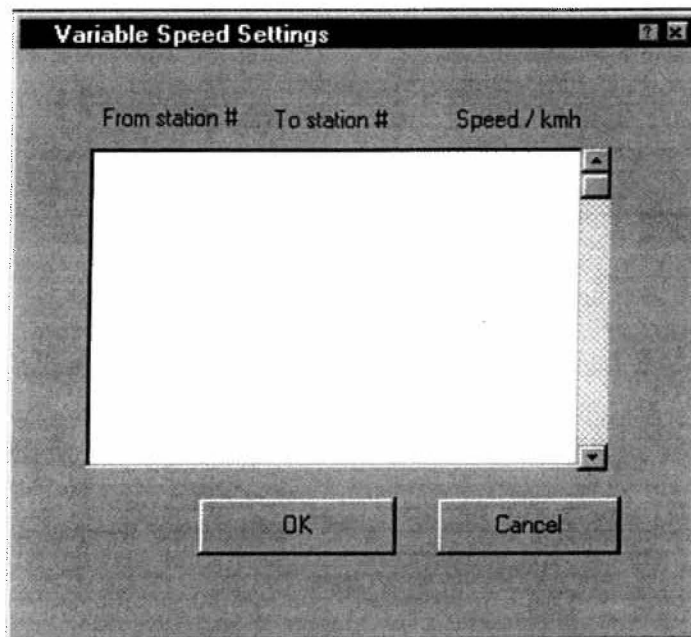 Variable Speed Settings
From station # To station # Speed / kmh
OK Cancel